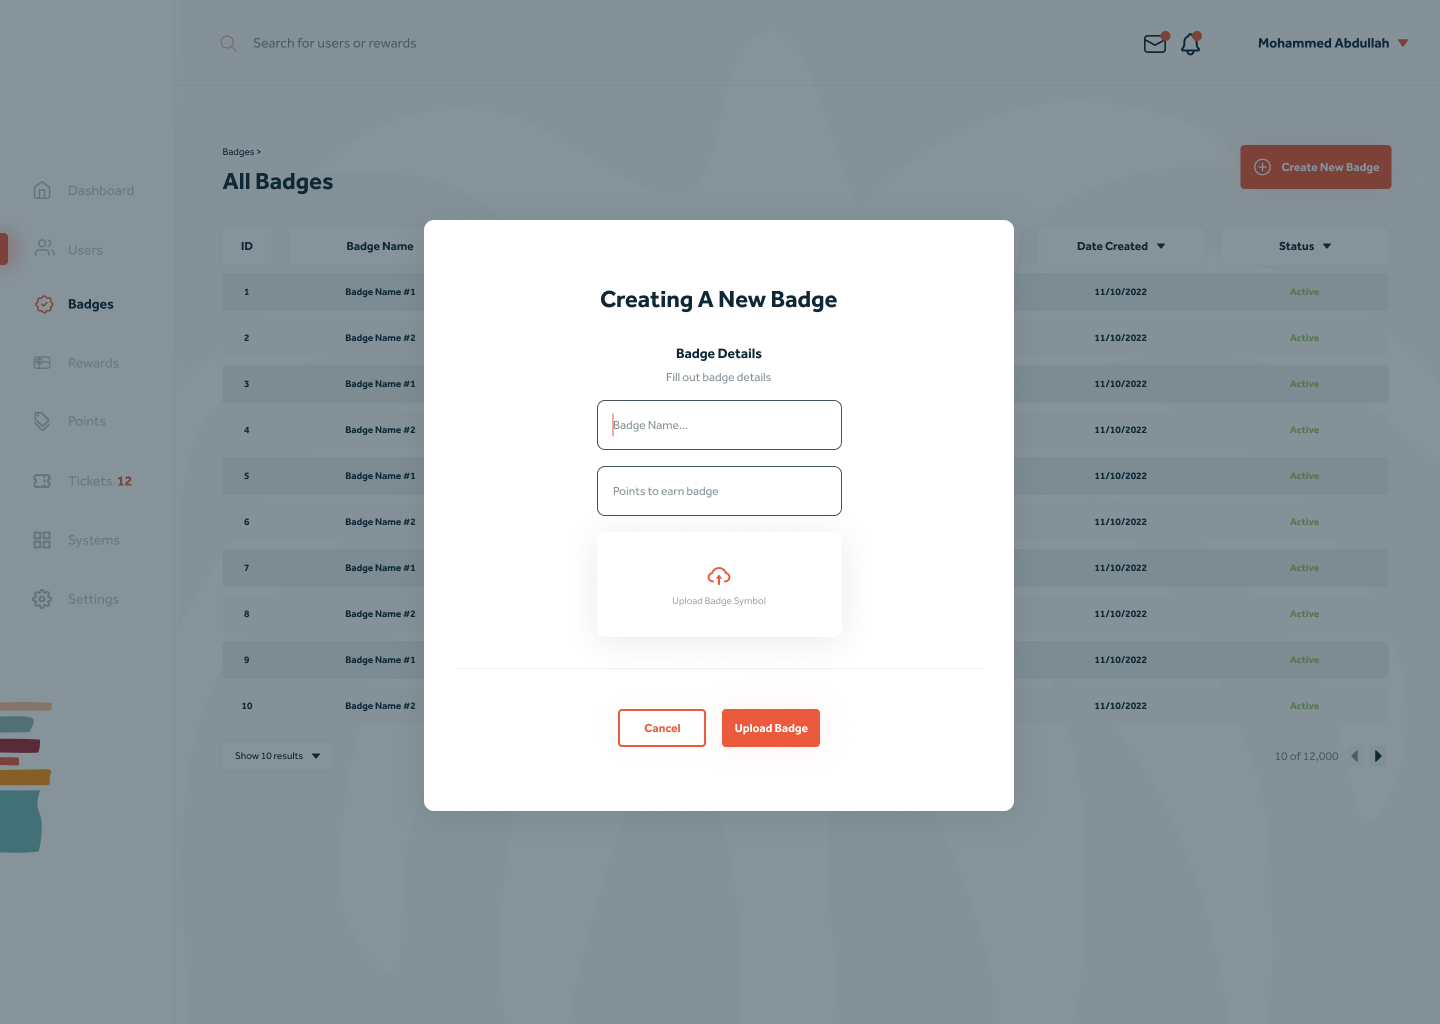 Search for users or rewards
Mohammed Abdullah
Badges >
All Badges
Create New Badge
Dashboard
Users
Badges
Rewards
Points
Tickets 12
Systems
Settings
ID Badge Name Date Created Status
1 Badge Name #1 11/10/2022 Active
2 Badge Name #2 11/10/2022 Active
3 Badge Name #1 11/10/2022 Active
4 Badge Name #2 11/10/2022 Active
5 Badge Name #1 11/10/2022 Active
6 Badge Name #2 11/10/2022 Active
7 Badge Name #1 11/10/2022 Active
8 Badge Name #2 11/10/2022 Active
9 Badge Name #1 11/10/2022 Active
10 Badge Name #2 11/10/2022 Active
Show 10 results
10 of 12,000
Creating A New Badge
Badge Details
Fill out badge details
Badge Name...
Points to earn badge
Upload Badge Symbol
Cancel
Upload Badge